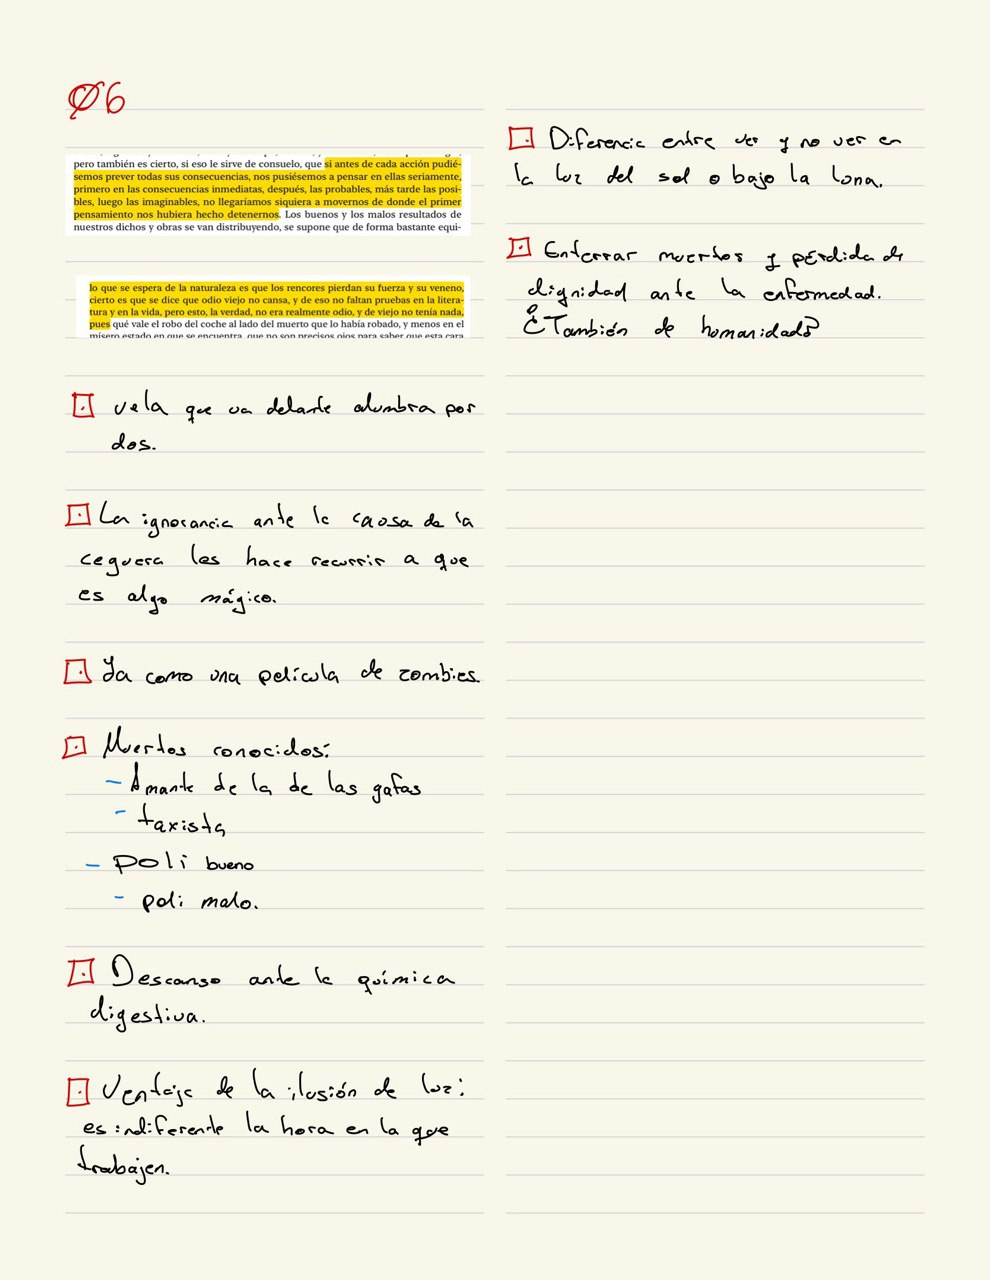 Ø6
pero también es cierto, si eso le sirve de consuelo, que si antes de cada acción pudié-
semos prever todas sus consecuencias, nos pusiésemos a pensar en ellas seriamente,
primero en las consecuencias inmediatas, después, las probables, más tarde las posi-
bles, luego las imaginables, no llegaríamos siquiera a movernos de donde el primer
pensamiento nos hubiera hecho detenernos. Los buenos y los malos resultados de
nuestros dichos y obras se van distribuyendo, se supone que de forma bastante equi-
lo que se espera de la naturaleza es que los rencores pierdan su fuerza y su veneno,
cierto es que se dice que odio viejo no cansa, y de eso no faltan pruebas en la litera-
tura y en la vida, pero esto, la verdad, no era realmente odio, y de viejo no tenía nada,
pues qué vale el robo del coche al lado del muerto que lo había robado, y menos en el
mísero estado en que se encuentra, que no son precisos ojos para saber que esta cara
vela que va delante alumbra por
dos.
La ignorancia ante la causa de la
ceguera les hace recurrir a que
es algo mágico.
Ya como una película de zombies.
Muertos conocidos:
- Amante de la de las gafas
- taxista
- poli bueno
- poli malo.
Descanso ante la química
digestiva.
Ventaja de la ilusión de luz:
es indiferente la hora en la que
trabajen.
Diferencia entre ver y no ver en
la luz del sol o bajo la lona.
Enterrar muertos y pérdida de
dignidad ante la enfermedad.
¿También de humanidad?